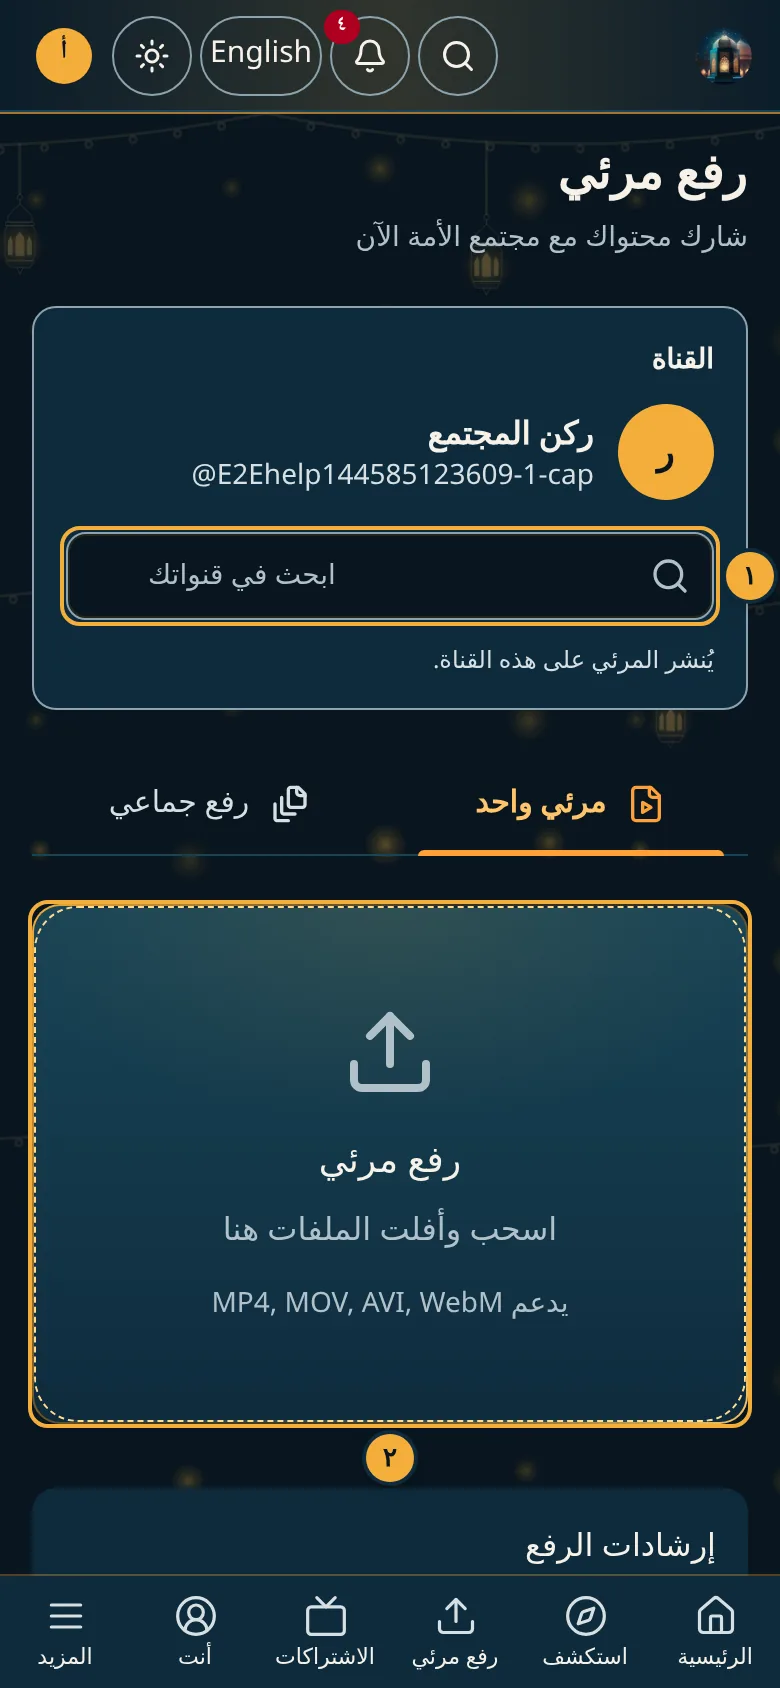 أ
English
٤
رفع مرئي
شارك محتواك مع مجتمع الأمة الآن
القناة
ر
ركن المجتمع
@E2Ehelp144585123609-1-cap
ابحث في قنواتك
١
يُنشر المرئي على هذه القناة.
مرئي واحد
رفع جماعي
رفع مرئي
اسحب وأفلت الملفات هنا
يدعم MP4, MOV, AVI, WebM
٢
إرشادات الرفع
الرئيسية
استكشف
رفع مرئي
الاشتراكات
أنت
المزيد